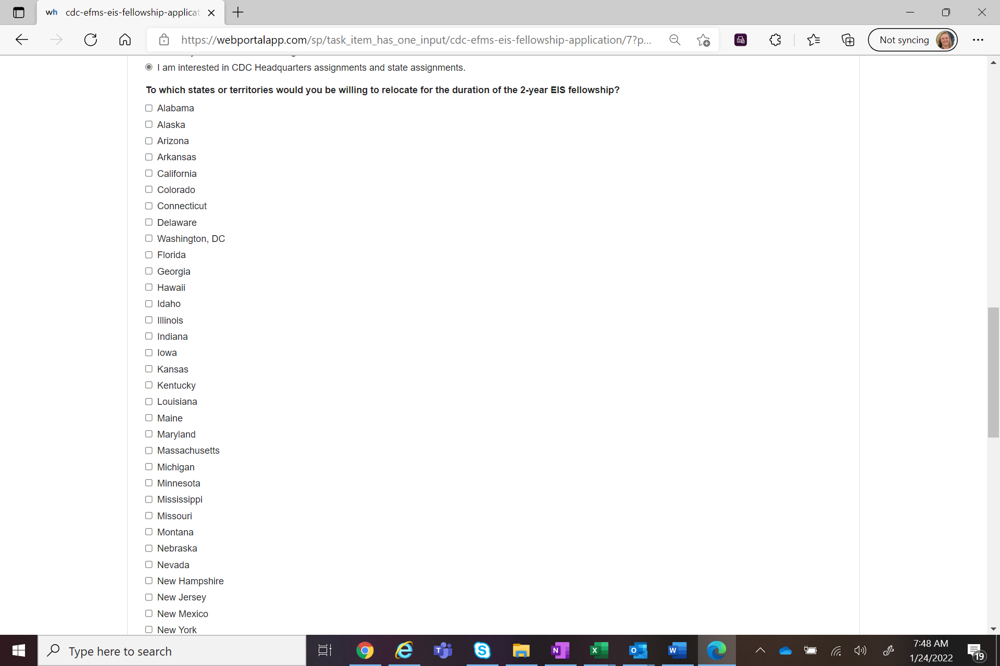 wh cdc-efms-eis-fellowship-applicat
https://webportalapp.com/sp/task_item_has_one_input/cdc-efms-eis-fellowship-application/7?p...
Not syncing
I am interested in CDC Headquarters assignments and state assignments.
To which states or territories would you be willing to relocate for the duration of the 2-year EIS fellowship?
Alabama
Alaska
Arizona
Arkansas
California
Colorado
Connecticut
Delaware
Washington, DC
Florida
Georgia
Hawaii
Idaho
Illinois
Indiana
Iowa
Kansas
Kentucky
Louisiana
Maine
Maryland
Massachusetts
Michigan
Minnesota
Mississippi
Missouri
Montana
Nebraska
Nevada
New Hampshire
New Jersey
New Mexico
New York
Type here to search
7:48 AM
1/24/2022
19